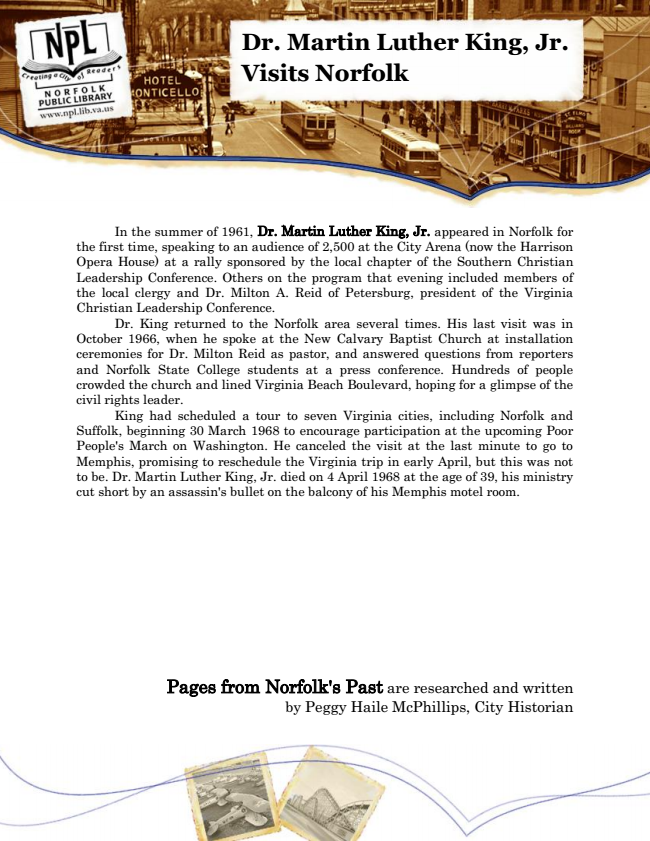 NPL
Creating a City of Readers
NORFOLK
PUBLIC LIBRARY
www.npl.lib.va.us
Dr. Martin Luther King, Jr.
Visits Norfolk
HOTEL
MONTICELLO
MONTICELLO
In the summer of 1961, Dr. Martin Luther King, Jr. appeared in Norfolk for
the first time, speaking to an audience of 2,500 at the City Arena (now the Harrison
Opera House) at a rally sponsored by the local chapter of the Southern Christian
Leadership Conference. Others on the program that evening included members of
the local clergy and Dr. Milton A. Reid of Petersburg, president of the Virginia
Christian Leadership Conference.
Dr. King returned to the Norfolk area several times. His last visit was in
October 1966, when he spoke at the New Calvary Baptist Church at installation
ceremonies for Dr. Milton Reid as pastor, and answered questions from reporters
and Norfolk State College students at a press conference. Hundreds of people
crowded the church and lined Virginia Beach Boulevard, hoping for a glimpse of the
civil rights leader.
King had scheduled a tour to seven Virginia cities, including Norfolk and
Suffolk, beginning 30 March 1968 to encourage participation at the upcoming Poor
People's March on Washington. He canceled the visit at the last minute to go to
Memphis, promising to reschedule the Virginia trip in early April, but this was not
to be. Dr. Martin Luther King, Jr. died on 4 April 1968 at the age of 39, his ministry
cut short by an assassin's bullet on the balcony of his Memphis motel room.
Pages from Norfolk's Past are researched and written
by Peggy Haile McPhillips, City Historian